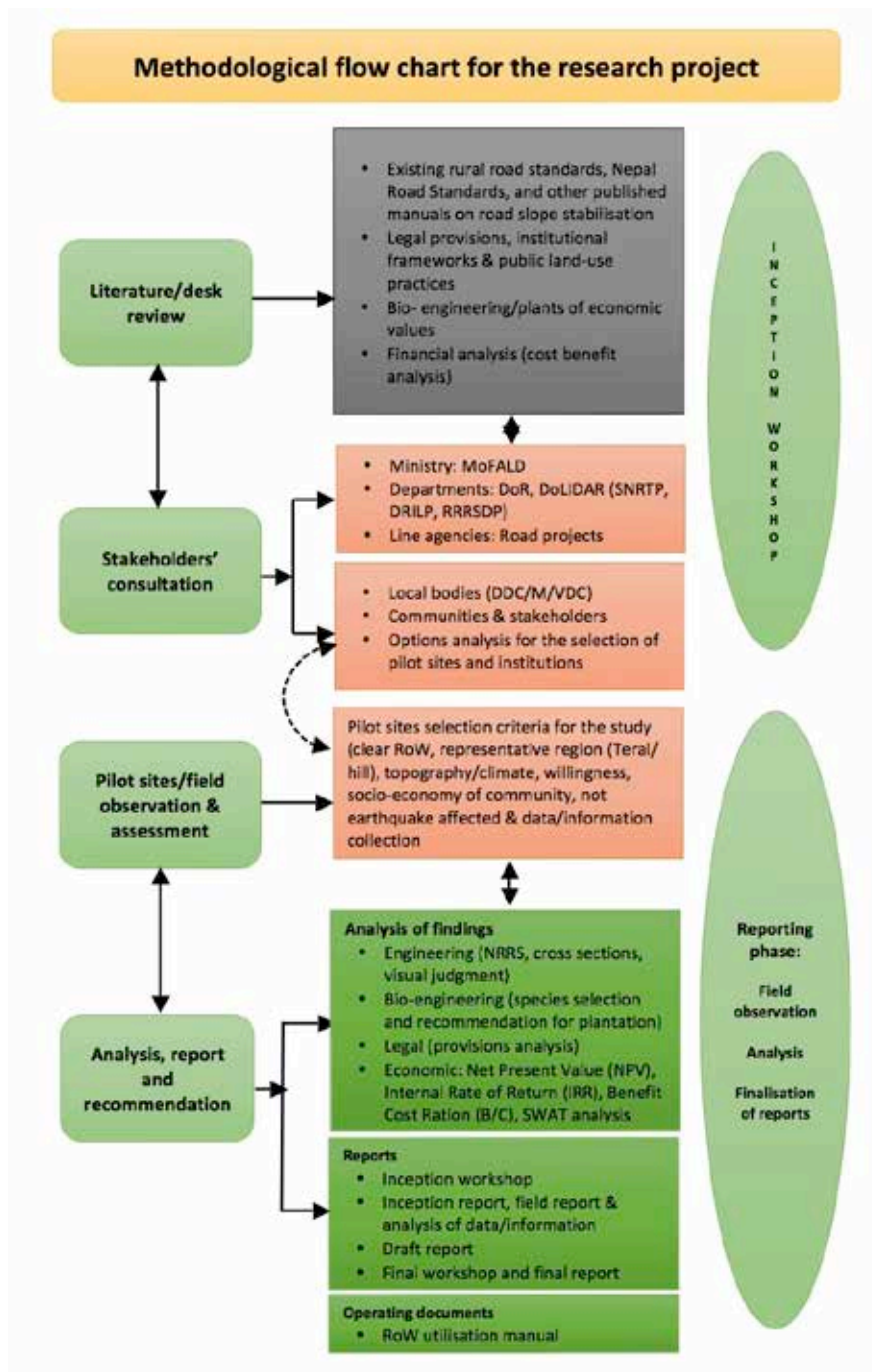 Methodological flow chart for the research project
• Existing rural road standards, Nepal
Road Standards, and other published
manuals on road slope stabilisation
• Legal provisions, institutional
frameworks & public land-use
practices
• Bio- engineering/plants of economic
values
• Financial analysis (cost benefit
analysis)
Literature/desk
review
INCEPTION WORKSHOP
• Ministry: MoFALD
• Departments: DoR, DoLIDAR (SNRTP,
DRILP, RRRSDP)
• Line agencies: Road projects
Stakeholders’
consultation
• Local bodies (DDC/M/VDC)
• Communities & stakeholders
• Options analysis for the selection of
pilot sites and institutions
Pilot sites/field
observation &
assessment
Pilot sites selection criteria for the study
(clear RoW, representative region (Teral/
hill), topography/climate, willingness,
socio-economy of community, not
earthquake affected & data/information
collection
Analysis of findings
• Engineering (NRRS, cross sections,
visual judgment)
• Bio-engineering (species selection
and recommendation for plantation)
• Legal (provisions analysis)
• Economic: Net Present Value (NPV),
Internal Rate of Return (IRR), Benefit
Cost Ration (B/C), SWAT analysis
Analysis, report
and
recommendation
Reports
• Inception workshop
• Inception report, field report &
analysis of data/information
• Draft report
• Final workshop and final report
Operating documents
• RoW utilisation manual
Reporting
phase:
Field
observation
Analysis
Finalisation
of reports